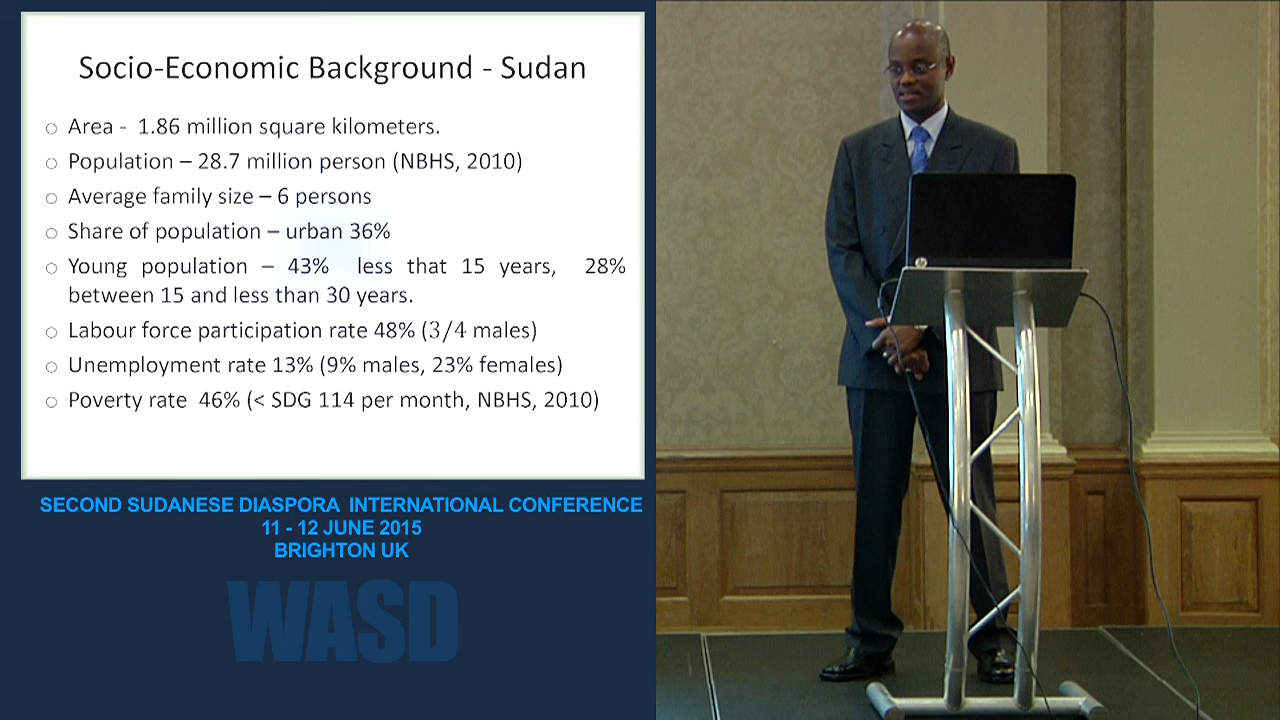 Socio-Economic Background - Sudan
Area - 1.86 million square kilometers.
Population – 28.7 million person (NBHS, 2010)
Average family size – 6 persons
Share of population – urban 36%
Young population – 43% less that 15 years, 28%
between 15 and less than 30 years.
Labour force participation rate 48% (3/4 males)
Unemployment rate 13% (9% males, 23% females)
Poverty rate 46% (< SDG 114 per month, NBHS, 2010)
SECOND SUDANESE DIASPORA INTERNATIONAL CONFERENCE
11 - 12 JUNE 2015
BRIGHTON UK
WASD
hp